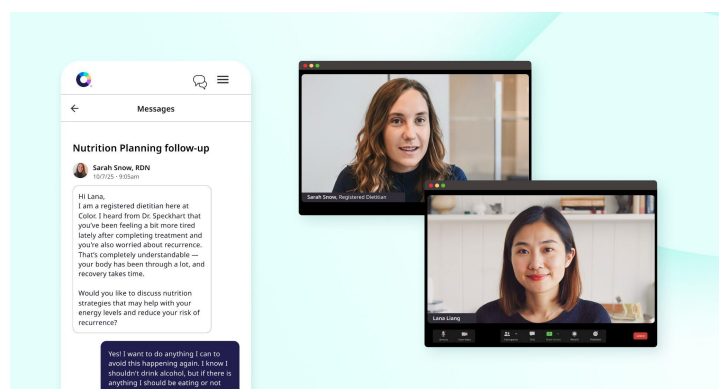 Messages
Nutrition Planning follow-up
Sarah Snow, RDN
10/7/25 - 9:05am
Hi Lana,
I am a registered dietitian here at
Color. I heard from Dr. Speckhart that
you've been feeling a bit more tired
lately after completing treatment and
you're also worried about recurrence.
That's completely understandable —
your body has been through a lot, and
recovery takes time.
Would you like to discuss nutrition
strategies that may help with your
energy levels and reduce your risk of
recurrence?
Yes! I want to do anything I can to
avoid this happening again. I know I
shouldn't drink alcohol, but if there is
anything I should be eating or not
Sarah Snow, Registered Dietitian
Lana Liang